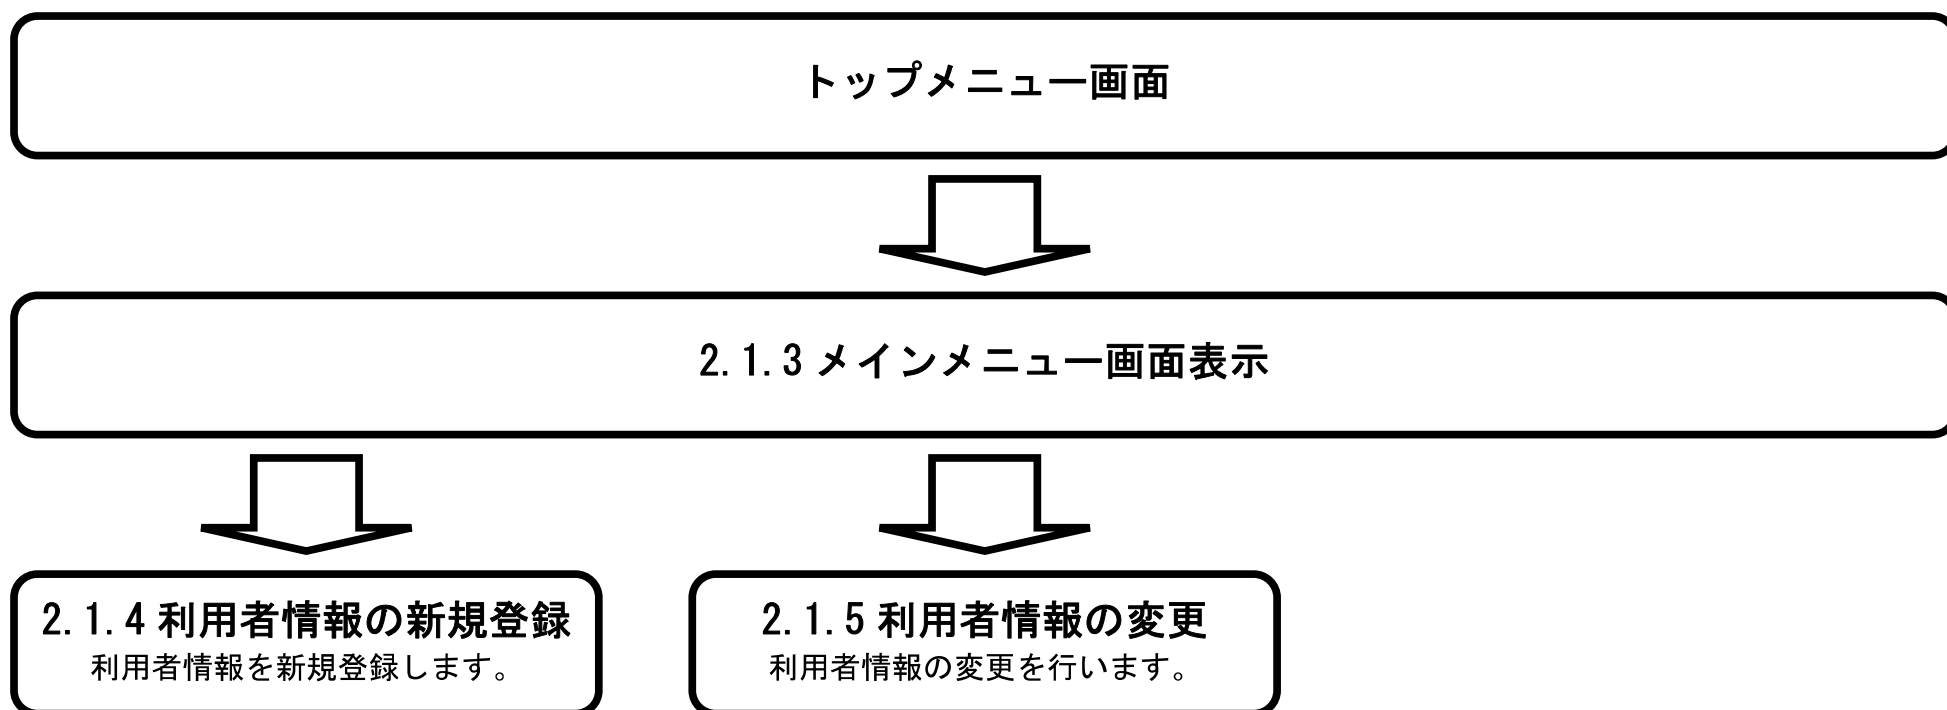 トップメニュー画面
2.1.3 メインメニュー画面表示
2.1.4 利用者情報の新規登録
利用者情報を新規登録します。
2.1.5 利用者情報の変更
利用者情報の変更を行います。